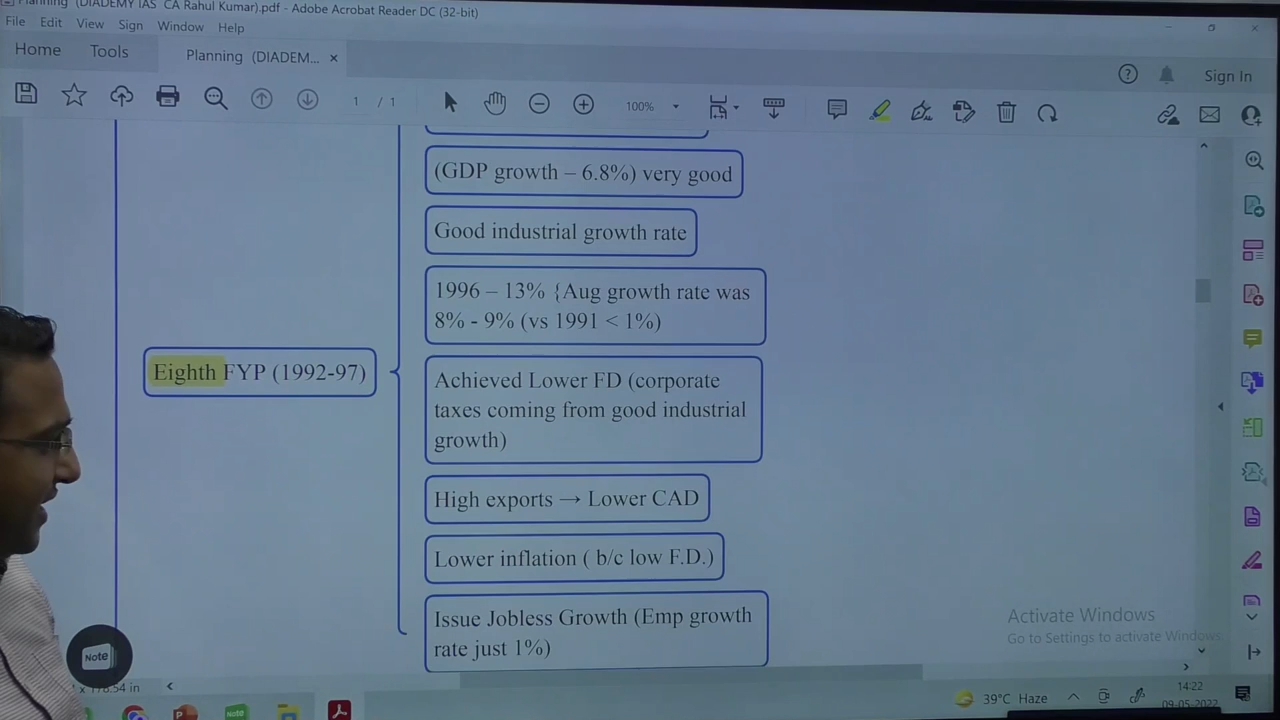 Planning (DIADEMY IAS CA Rahul Kumar).pdf - Adobe Acrobat Reader DC (32-bit)
File Edit View Sign Window Help
Home Tools Planning (DIADEM... ×
Sign In
1 / 1 100%
(GDP growth – 6.8%) very good
Good industrial growth rate
1996 – 13% {Aug growth rate was
8% - 9% (vs 1991 < 1%)
Eighth FYP (1992-97)
Achieved Lower FD (corporate
taxes coming from good industrial
growth)
High exports → Lower CAD
Lower inflation ( b/c low F.D.)
Issue Jobless Growth (Emp growth
rate just 1%)
Activate Windows
Go to Settings to activate Windows.
Note
39°C Haze
14:22
09-05-2022